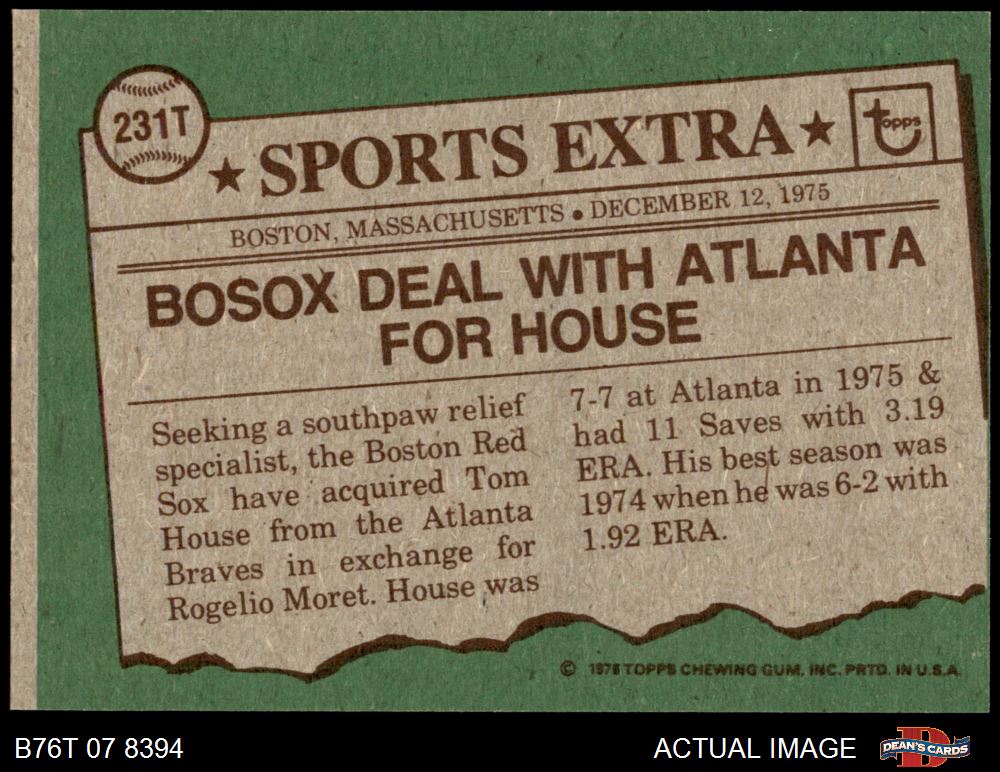 231T
★ SPORTS EXTRA ★
topps
BOSTON, MASSACHUSETTS • DECEMBER 12, 1975
BOSOX DEAL WITH ATLANTA
FOR HOUSE
Seeking a southpaw relief
specialist, the Boston Red
Sox have acquired Tom
House from the Atlanta
Braves in exchange for
Rogelio Moret. House was
7-7 at Atlanta in 1975 &
had 11 Saves with 3.19
ERA. His best season was
1974 when he was 6-2 with
1.92 ERA.
© 1976 TOPPS CHEWING GUM, INC. PRTD. IN U.S.A.
B76T 07 8394
ACTUAL IMAGE
DEAN'S CARDS